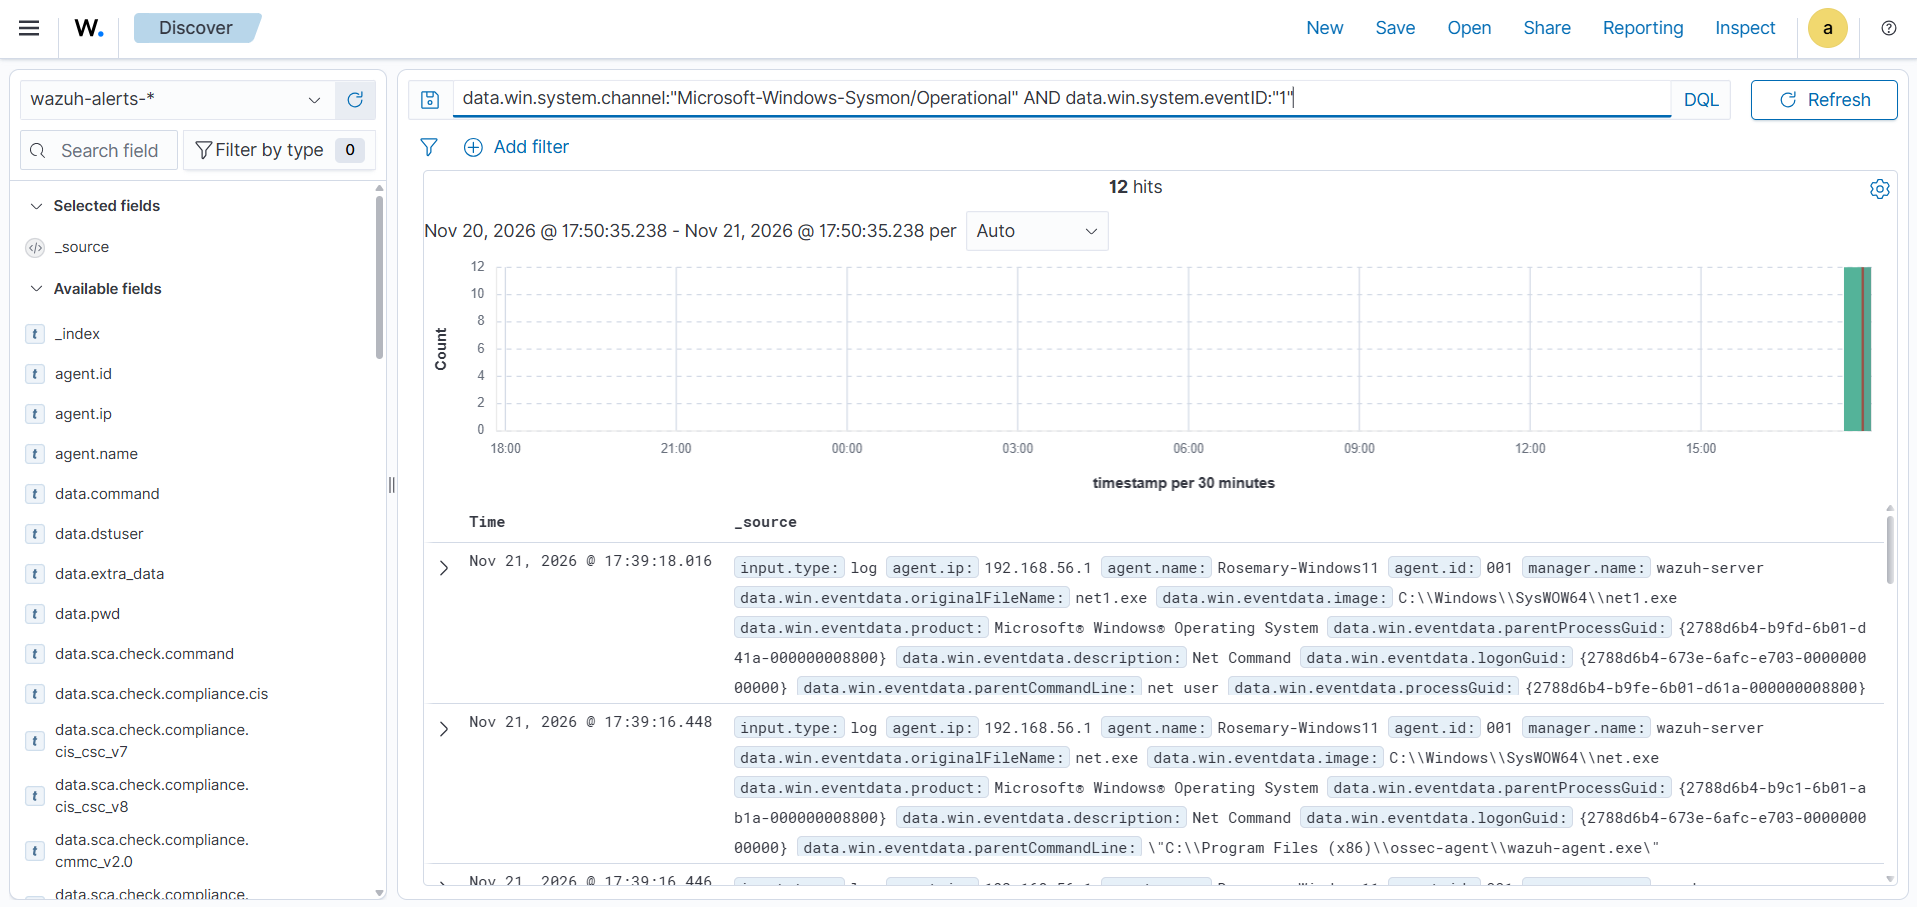 W.
Discover
New Save Open Share Reporting Inspect a
wazuh-alerts-*
data.win.system.channel:"Microsoft-Windows-Sysmon/Operational" AND data.win.system.eventID:"1"
DQL
Refresh
Search field
Filter by type 0
Add filter
Selected fields
_source
Available fields
_index
agent.id
agent.ip
agent.name
data.command
data.dstuser
data.extra_data
data.pwd
data.sca.check.command
data.sca.check.compliance.cis
data.sca.check.compliance.
cis_csc_v7
data.sca.check.compliance.
cis_csc_v8
data.sca.check.compliance.
cmmc_v2.0
data.sca.check.compliance.
12 hits
Nov 20, 2026 @ 17:50:35.238 - Nov 21, 2026 @ 17:50:35.238 per Auto
12
10
8
6
4
2
0
Count
18:00 21:00 00:00 03:00 06:00 09:00 12:00 15:00
timestamp per 30 minutes
Time _source
Nov 21, 2026 @ 17:39:18.016 input.type: log agent.ip: 192.168.56.1 agent.name: Rosemary-Windows11 agent.id: 001 manager.name: wazuh-server
data.win.eventdata.originalFileName: net1.exe data.win.eventdata.image: C:\\Windows\\SysWOW64\\net1.exe
data.win.eventdata.product: Microsoft® Windows® Operating System data.win.eventdata.parentProcessGuid: {2788d6b4-b9fd-6b01-d
41a-000000008800} data.win.eventdata.description: Net Command data.win.eventdata.logonGuid: {2788d6b4-673e-6afc-e703-0000000
00000} data.win.eventdata.parentCommandLine: net user data.win.eventdata.processGuid: {2788d6b4-b9fe-6b01-d61a-000000008800}
Nov 21, 2026 @ 17:39:16.448 input.type: log agent.ip: 192.168.56.1 agent.name: Rosemary-Windows11 agent.id: 001 manager.name: wazuh-server
data.win.eventdata.originalFileName: net.exe data.win.eventdata.image: C:\\Windows\\SysWOW64\\net.exe
data.win.eventdata.product: Microsoft® Windows® Operating System data.win.eventdata.parentProcessGuid: {2788d6b4-b9c1-6b01-a
b1a-000000008800} data.win.eventdata.description: Net Command data.win.eventdata.logonGuid: {2788d6b4-673e-6afc-e703-0000000
00000} data.win.eventdata.parentCommandLine: \"C:\\Program Files (x86)\\ossec-agent\\wazuh-agent.exe\"
Nov 21, 2026 @ 17:39:16.446